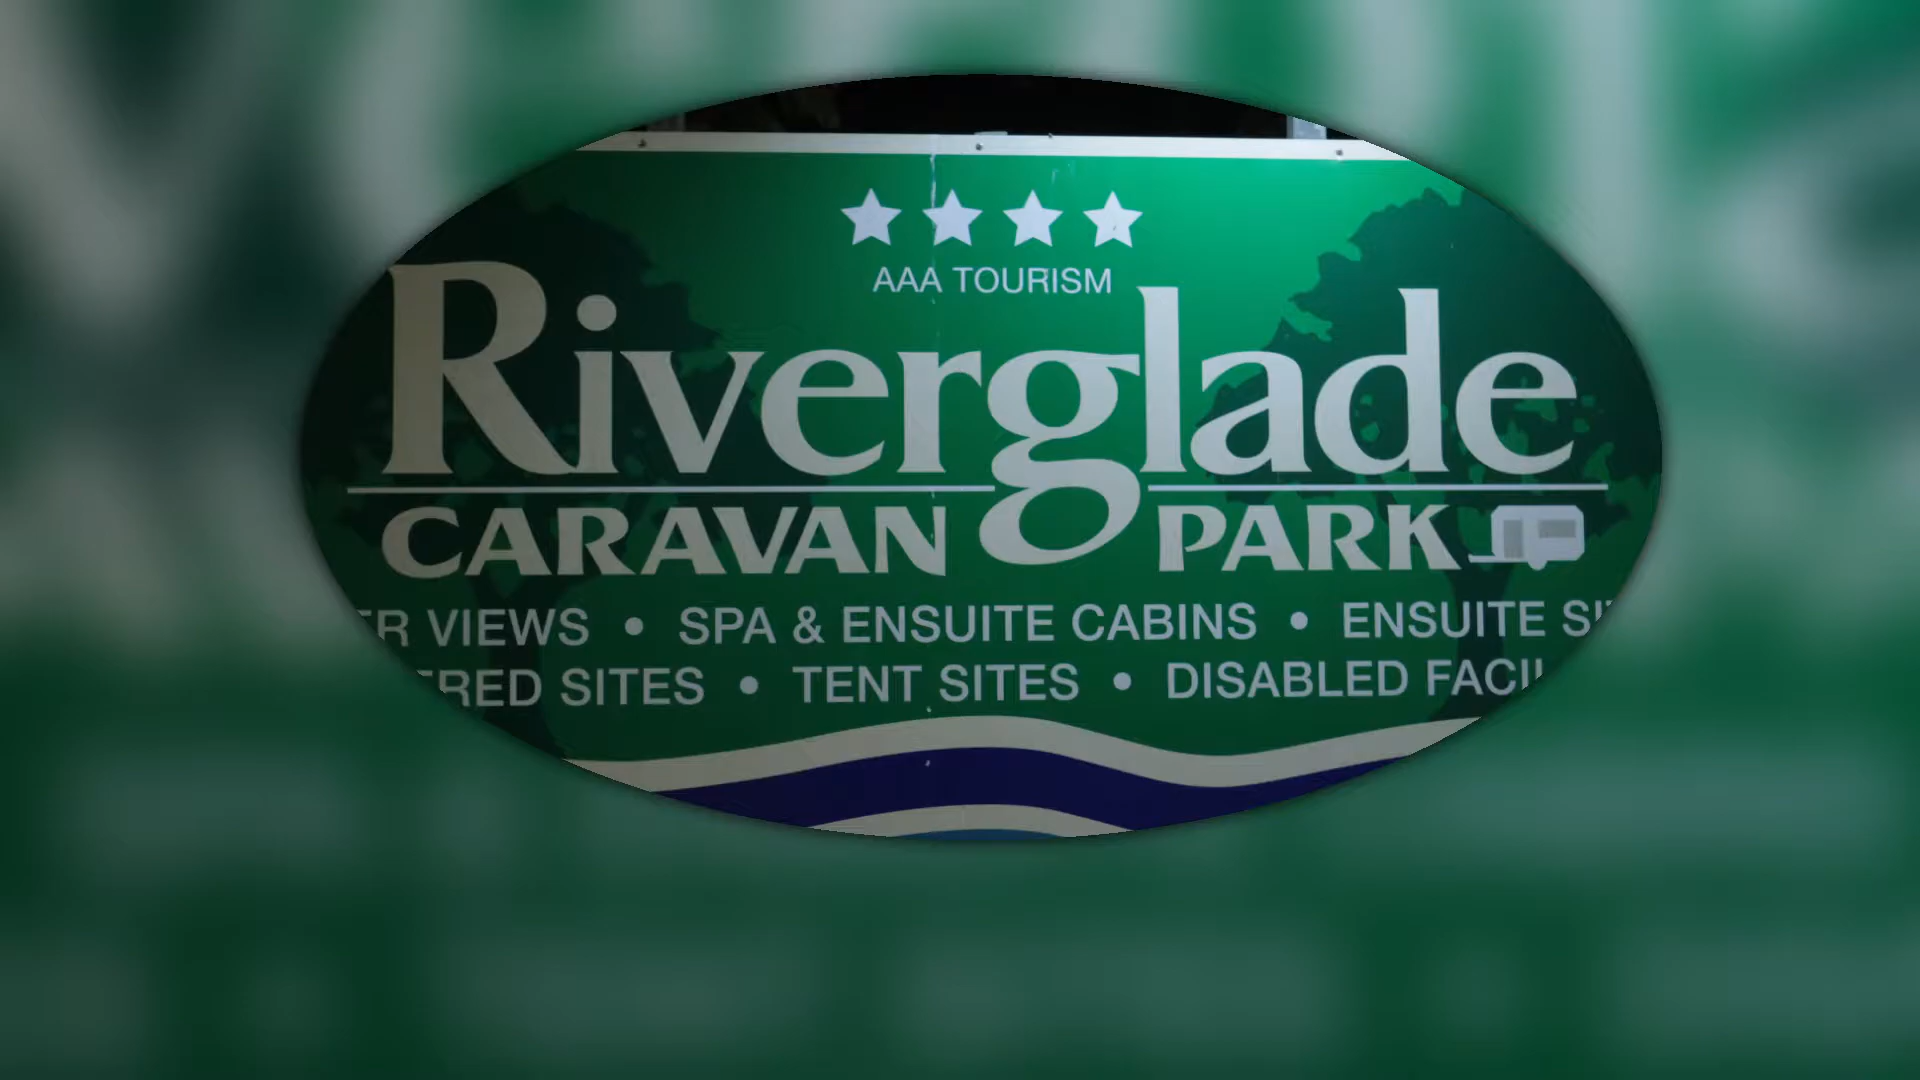 AAA TOURISM
Riverglade
CARAVAN PARK
VIEWS • SPA & ENSUITE CABINS • ENSUITE
SITES • TENT SITES • DISABLED